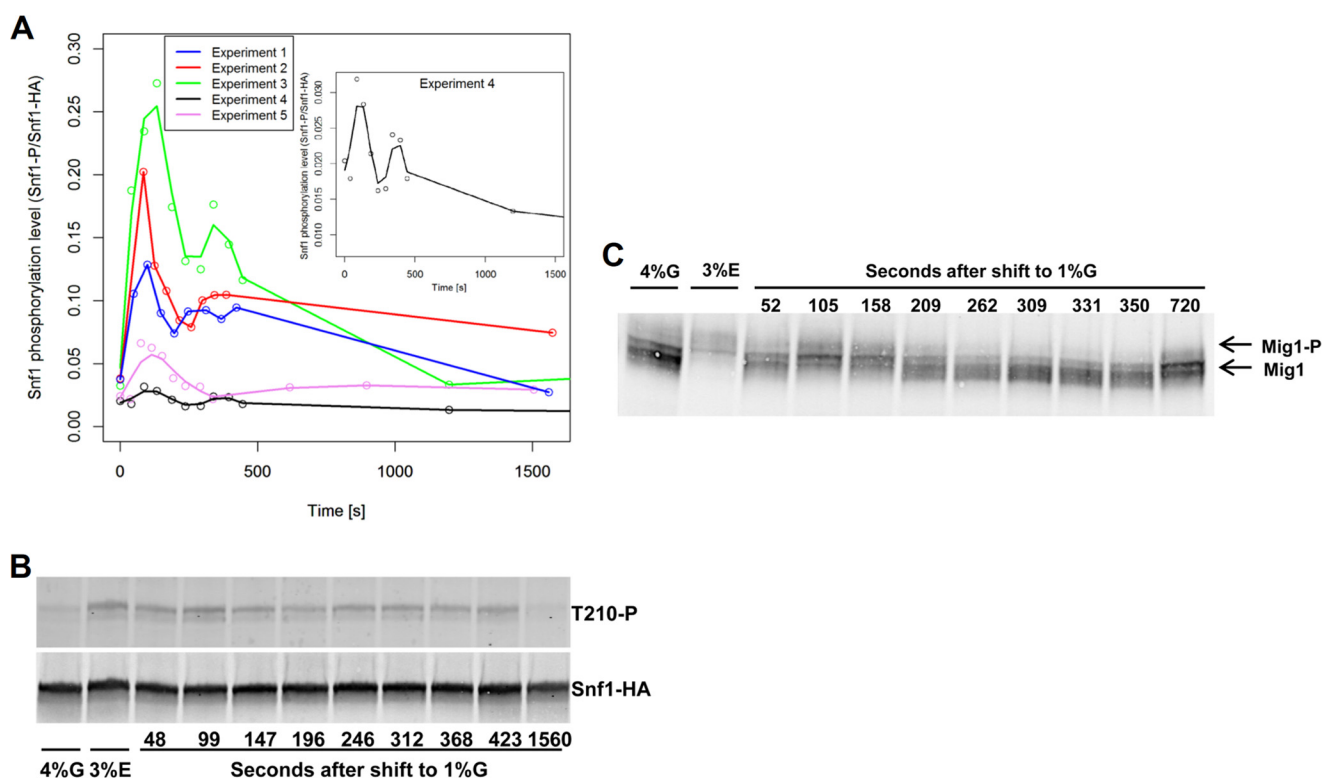 A
Snf1 phosphorylation level (Snf1-P/Snf1-HA)
0.30
0.25
0.20
0.15
0.10
0.05
0.00
Experiment 1
Experiment 2
Experiment 3
Experiment 4
Experiment 5
Experiment 4
Snf1 phosphorylation level (Snf1-P/Snf1-HA)
0.030
0.025
0.020
0.015
0.010
0 500 1000 1500
Time [s]
0 500 1000 1500
Time [s]
C
4%G 3%E Seconds after shift to 1%G
52 105 158 209 262 309 331 350 720
Mig1-P
Mig1
B
T210-P
Snf1-HA
48 99 147 196 246 312 368 423 1560
4%G 3%E Seconds after shift to 1%G